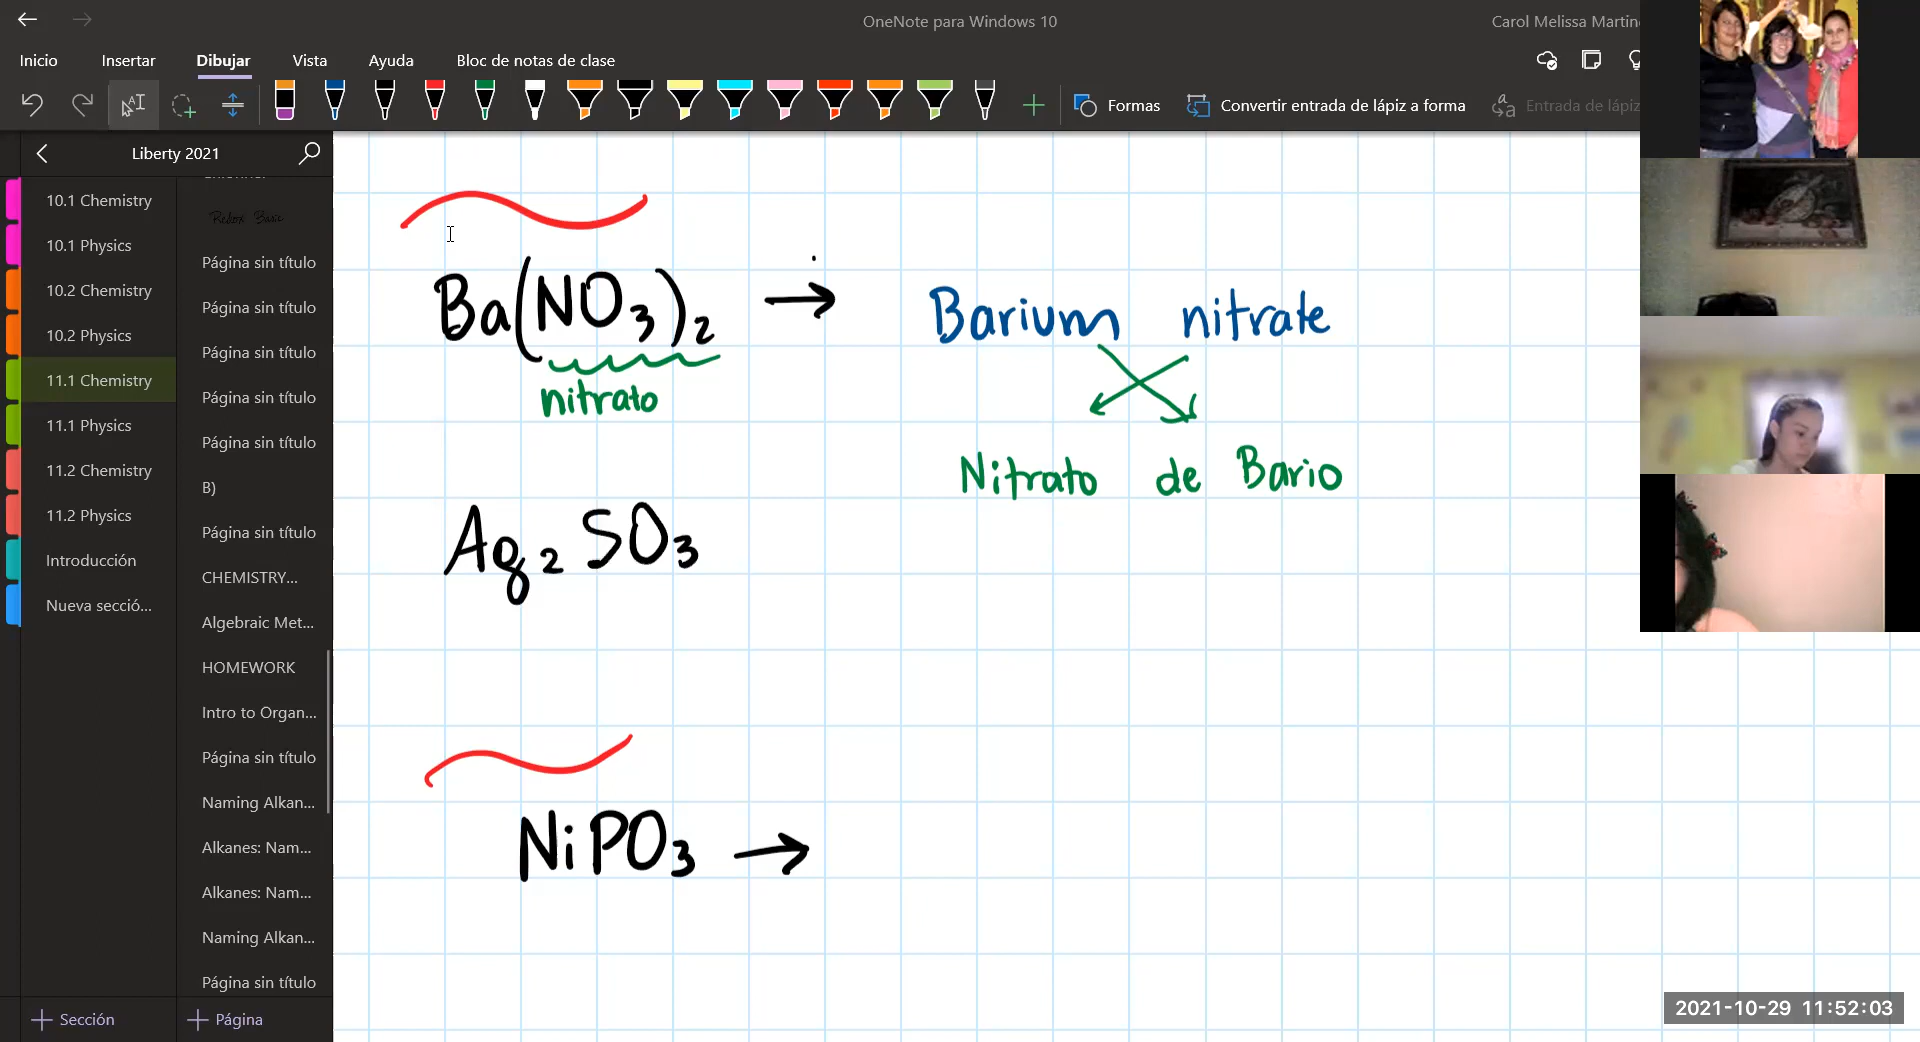 OneNote para Windows 10
Carol Melissa
Inicio Insertar Dibujar Vista Ayuda Bloc de notas de clase
Formas Convertir entrada de lápiz a forma Entrada de lápiz
Liberty 2021
10.1 Chemistry
10.1 Physics
10.2 Chemistry
10.2 Physics
11.1 Chemistry
11.1 Physics
11.2 Chemistry
11.2 Physics
Introducción
Nueva secció...
Redox Basic
Página sin título
Página sin título
Página sin título
Página sin título
Página sin título
B)
Página sin título
CHEMISTRY...
Algebraic Met...
HOMEWORK
Intro to Organ...
Página sin título
Naming Alkan...
Alkanes: Nam...
Alkanes: Nam...
Naming Alkan...
Página sin título
Sección
Página
Ba(NO₃)₂ → Barium nitrate
nitrato
Nitrato de Bario
Ag₂SO₃
NiPO₃ →
2021-10-29 11:52:03